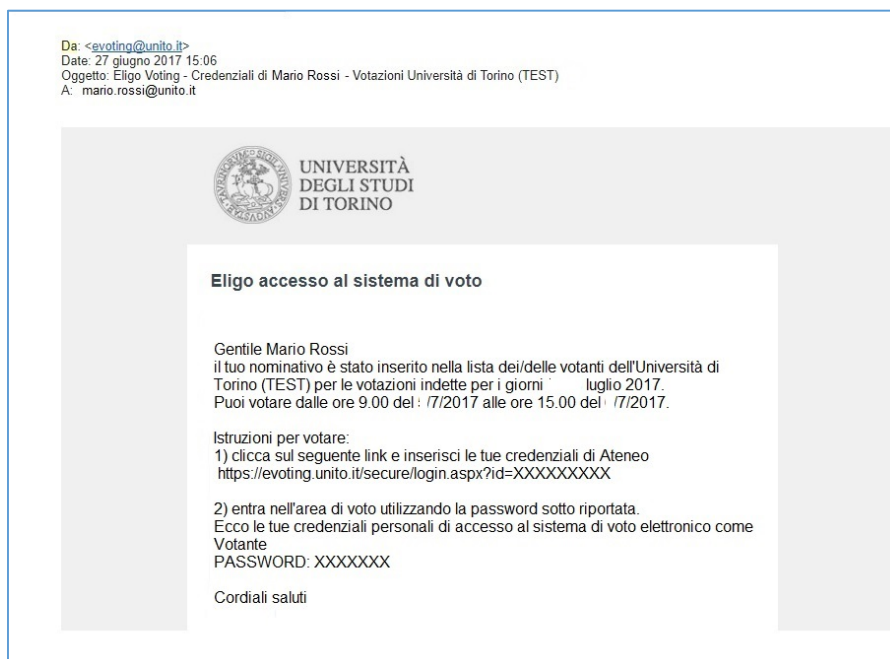 Da: <evoting@unito.it>
Date: 27 giugno 2017 15:06
Oggetto: Eligo Voting - Credenziali di Mario Rossi - Votazioni Università di Torino (TEST)
A: mario.rossi@unito.it
UNIVERSITÀ
DEGLI STUDI
DI TORINO
Eligo accesso al sistema di voto
Gentile Mario Rossi
il tuo nominativo è stato inserito nella lista dei/delle votanti dell'Università di
Torino (TEST) per le votazioni indette per i giorni luglio 2017.
Puoi votare dalle ore 9.00 del /7/2017 alle ore 15.00 del /7/2017.
Istruzioni per votare:
1) clicca sul seguente link e inserisci le tue credenziali di Ateneo
https://evoting.unito.it/secure/login.aspx?id=XXXXXXXXX
2) entra nell'area di voto utilizzando la password sotto riportata.
Ecco le tue credenziali personali di accesso al sistema di voto elettronico come
Votante
PASSWORD: XXXXXXX
Cordiali saluti